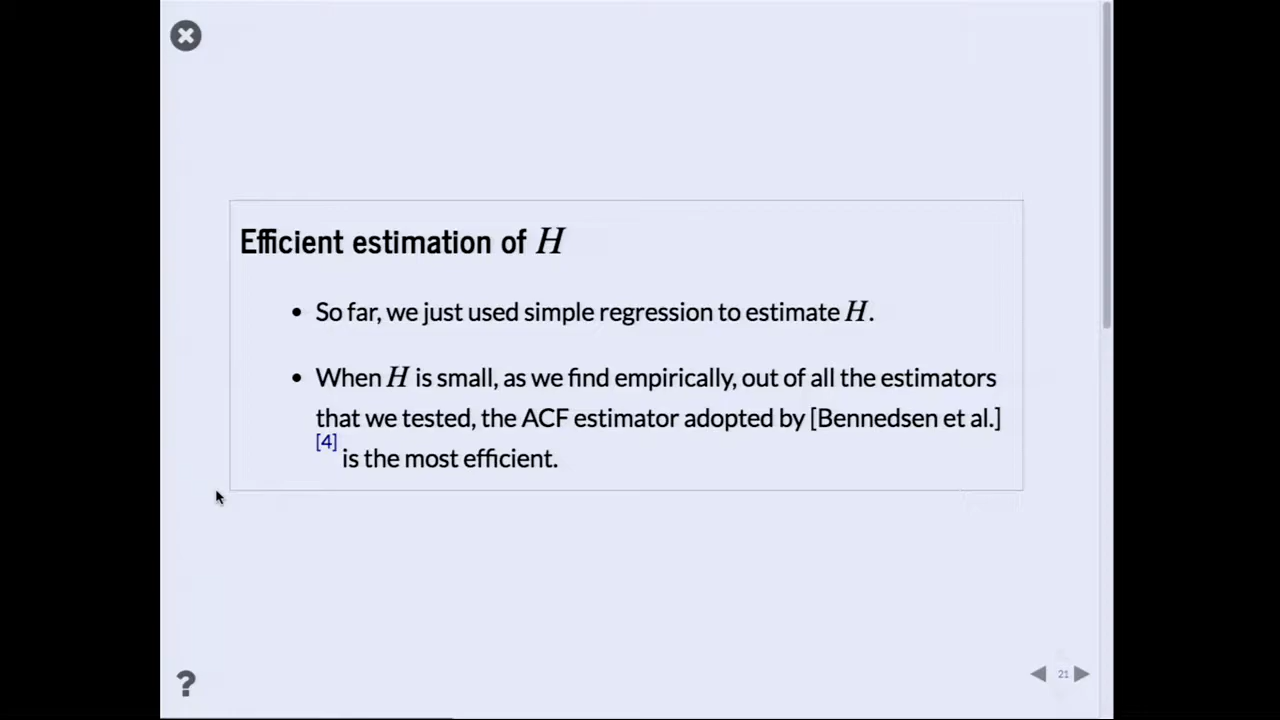 Efficient estimation of H
• So far, we just used simple regression to estimate H.
• When H is small, as we find empirically, out of all the estimators
that we tested, the ACF estimator adopted by [Bennedsen et al.]
[4] is the most efficient.
?
21